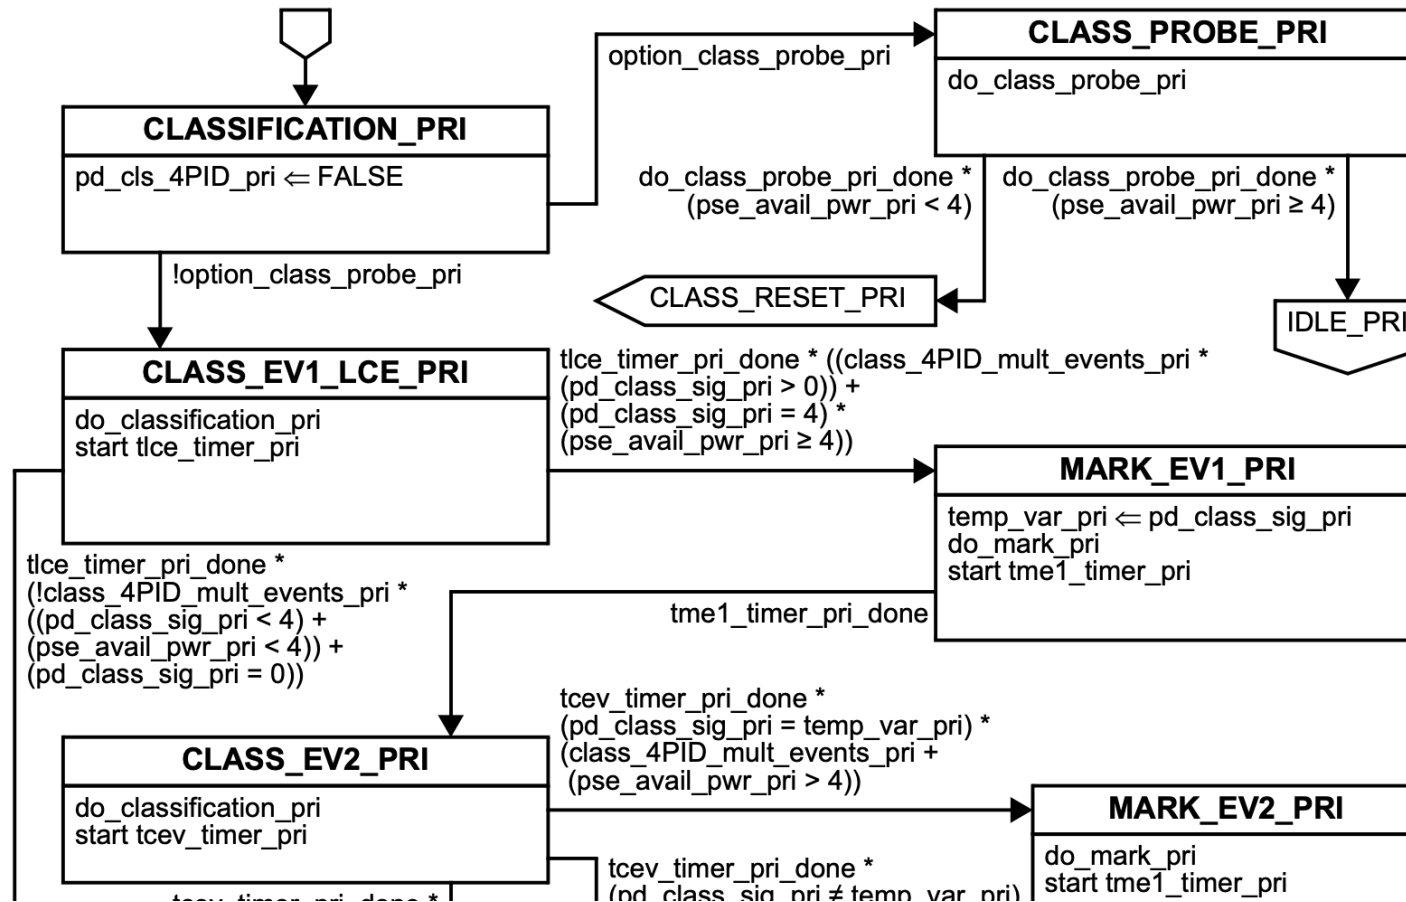 CLASS_PROBE_PRI
do_class_probe_pri
option_class_probe_pri
CLASSIFICATION_PRI
pd_cls_4PID_pri ⇐ FALSE
do_class_probe_pri_done *
(pse_avail_pwr_pri < 4)
do_class_probe_pri_done *
(pse_avail_pwr_pri ≥ 4)
!option_class_probe_pri
CLASS_RESET_PRI
IDLE_PRI
CLASS_EV1_LCE_PRI
do_classification_pri
start tlce_timer_pri
tlce_timer_pri_done * ((class_4PID_mult_events_pri *
(pd_class_sig_pri > 0)) +
(pd_class_sig_pri = 4) *
(pse_avail_pwr_pri ≥ 4))
MARK_EV1_PRI
temp_var_pri ⇐ pd_class_sig_pri
do_mark_pri
start tme1_timer_pri
tlce_timer_pri_done *
(!class_4PID_mult_events_pri *
((pd_class_sig_pri < 4) +
(pse_avail_pwr_pri < 4)) +
(pd_class_sig_pri = 0))
tme1_timer_pri_done
CLASS_EV2_PRI
do_classification_pri
start tcev_timer_pri
tcev_timer_pri_done *
(pd_class_sig_pri = temp_var_pri) *
(class_4PID_mult_events_pri +
(pse_avail_pwr_pri > 4))
MARK_EV2_PRI
do_mark_pri
start tme1_timer_pri
tcev_timer_pri_done *
(pd_class_sig_pri ≠ temp_var_pri)
tcev_timer_pri_done *